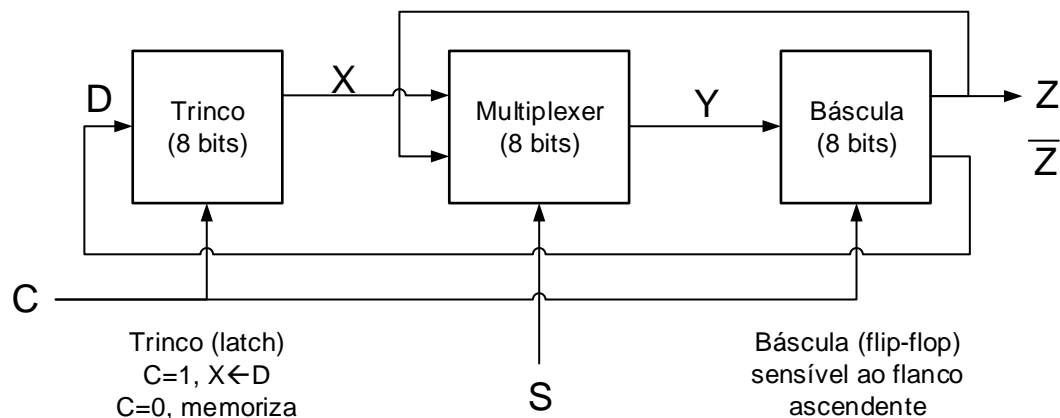 D
Trinco
(8 bits)
X
Multiplexer
(8 bits)
Y
Báscula
(8 bits)
Z
Z̅
C
S
Trinco (latch)
C=1, X←D
C=0, memoriza
Báscula (flip-flop)
sensível ao flanco
ascendente